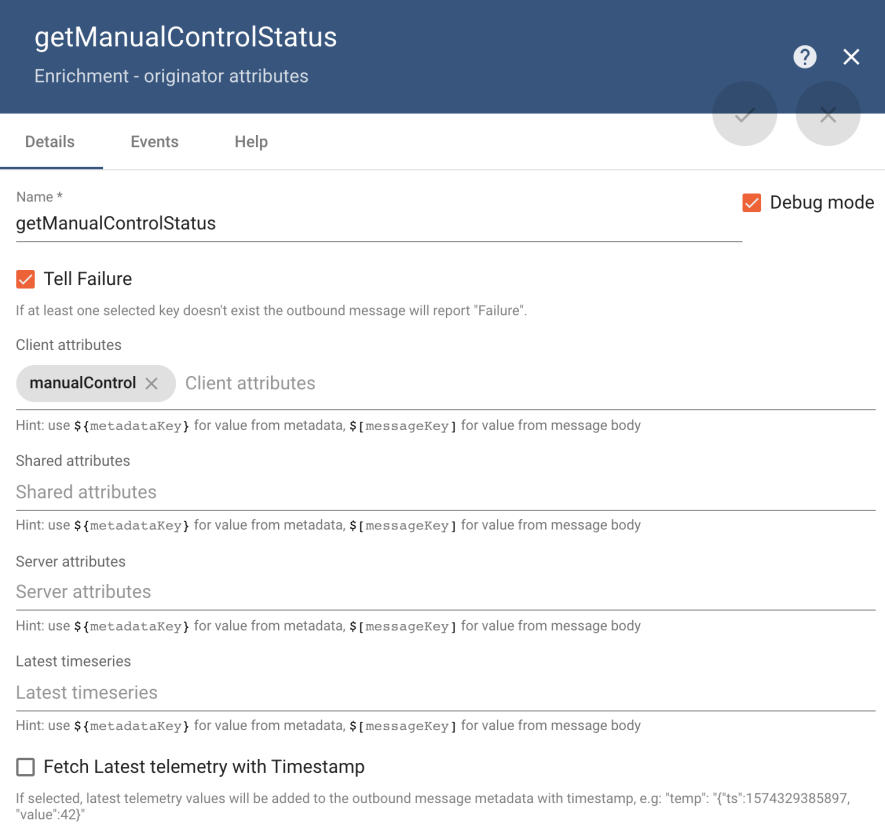 getManualControlStatus
Enrichment - originator attributes
?
Details Events Help
Name *
getManualControlStatus
Debug mode
Tell Failure
If at least one selected key doesn't exist the outbound message will report "Failure".
Client attributes
manualControl Client attributes
Hint: use ${metadataKey} for value from metadata, $[messageKey] for value from message body
Shared attributes
Shared attributes
Hint: use ${metadataKey} for value from metadata, $[messageKey] for value from message body
Server attributes
Server attributes
Hint: use ${metadataKey} for value from metadata, $[messageKey] for value from message body
Latest timeseries
Latest timeseries
Hint: use ${metadataKey} for value from metadata, $[messageKey] for value from message body
Fetch Latest telemetry with Timestamp
If selected, latest telemetry values will be added to the outbound message metadata with timestamp, e.g: "temp": "{"ts":1574329385897,
"value":42}"